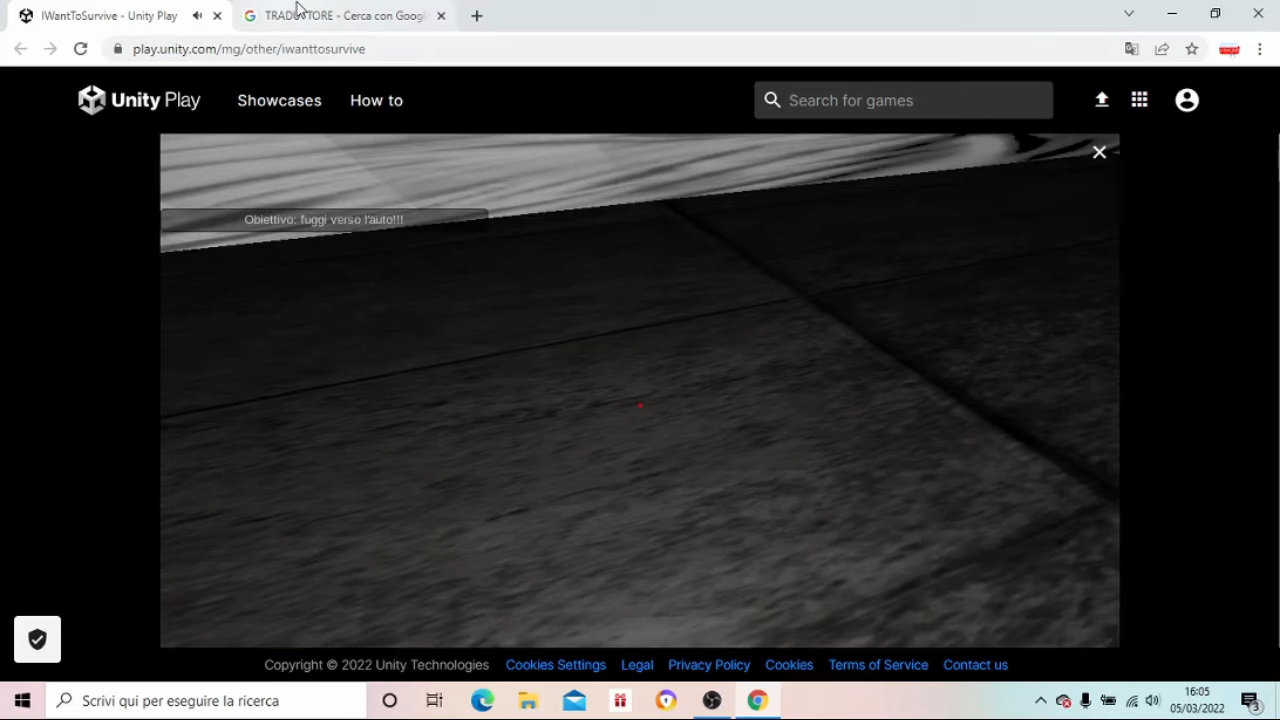 IWantToSurvive - Unity Play
TRADUTTORE - Cerca con Googl
play.unity.com/mg/other/iwanttosurvive
Unity Play
Showcases
How to
Search for games
Obiettivo: fuggi verso l'auto!!!
Copyright © 2022 Unity Technologies
Cookies Settings
Legal
Privacy Policy
Cookies
Terms of Service
Contact us
Scrivi qui per eseguire la ricerca
16:05
05/03/2022
3